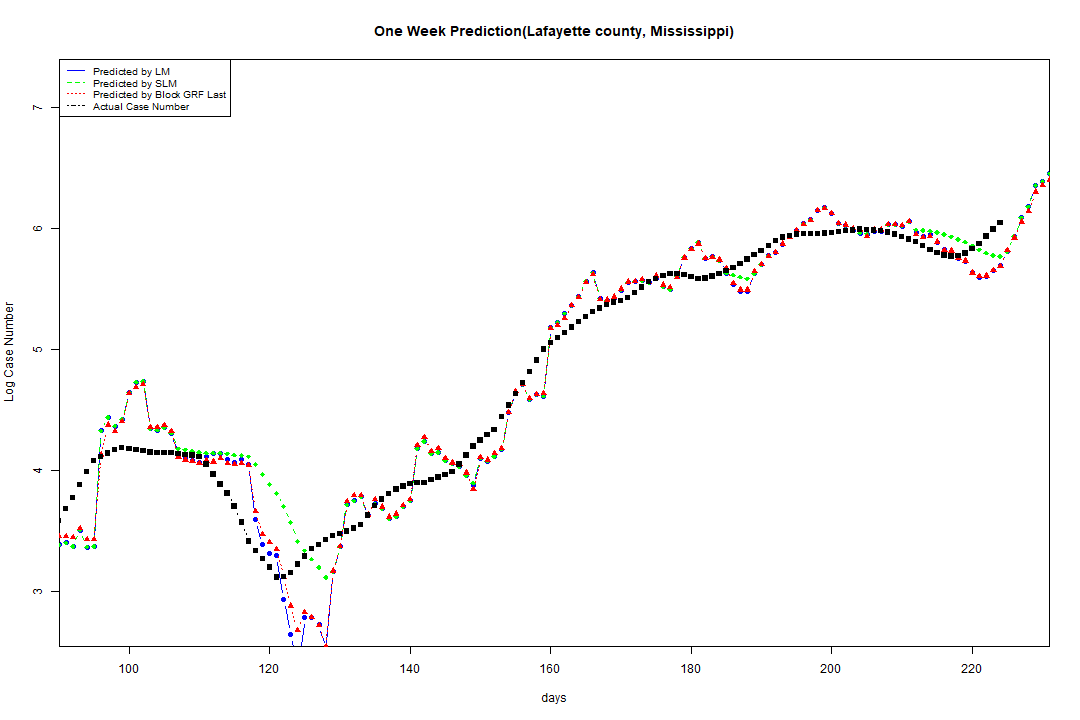 One Week Prediction(Lafayette county, Mississippi)
Predicted by LM
Predicted by SLM
Predicted by Block GRF Last
Actual Case Number
7
6
5
4
3
Log Case Number
100 120 140 160 180 200 220
days